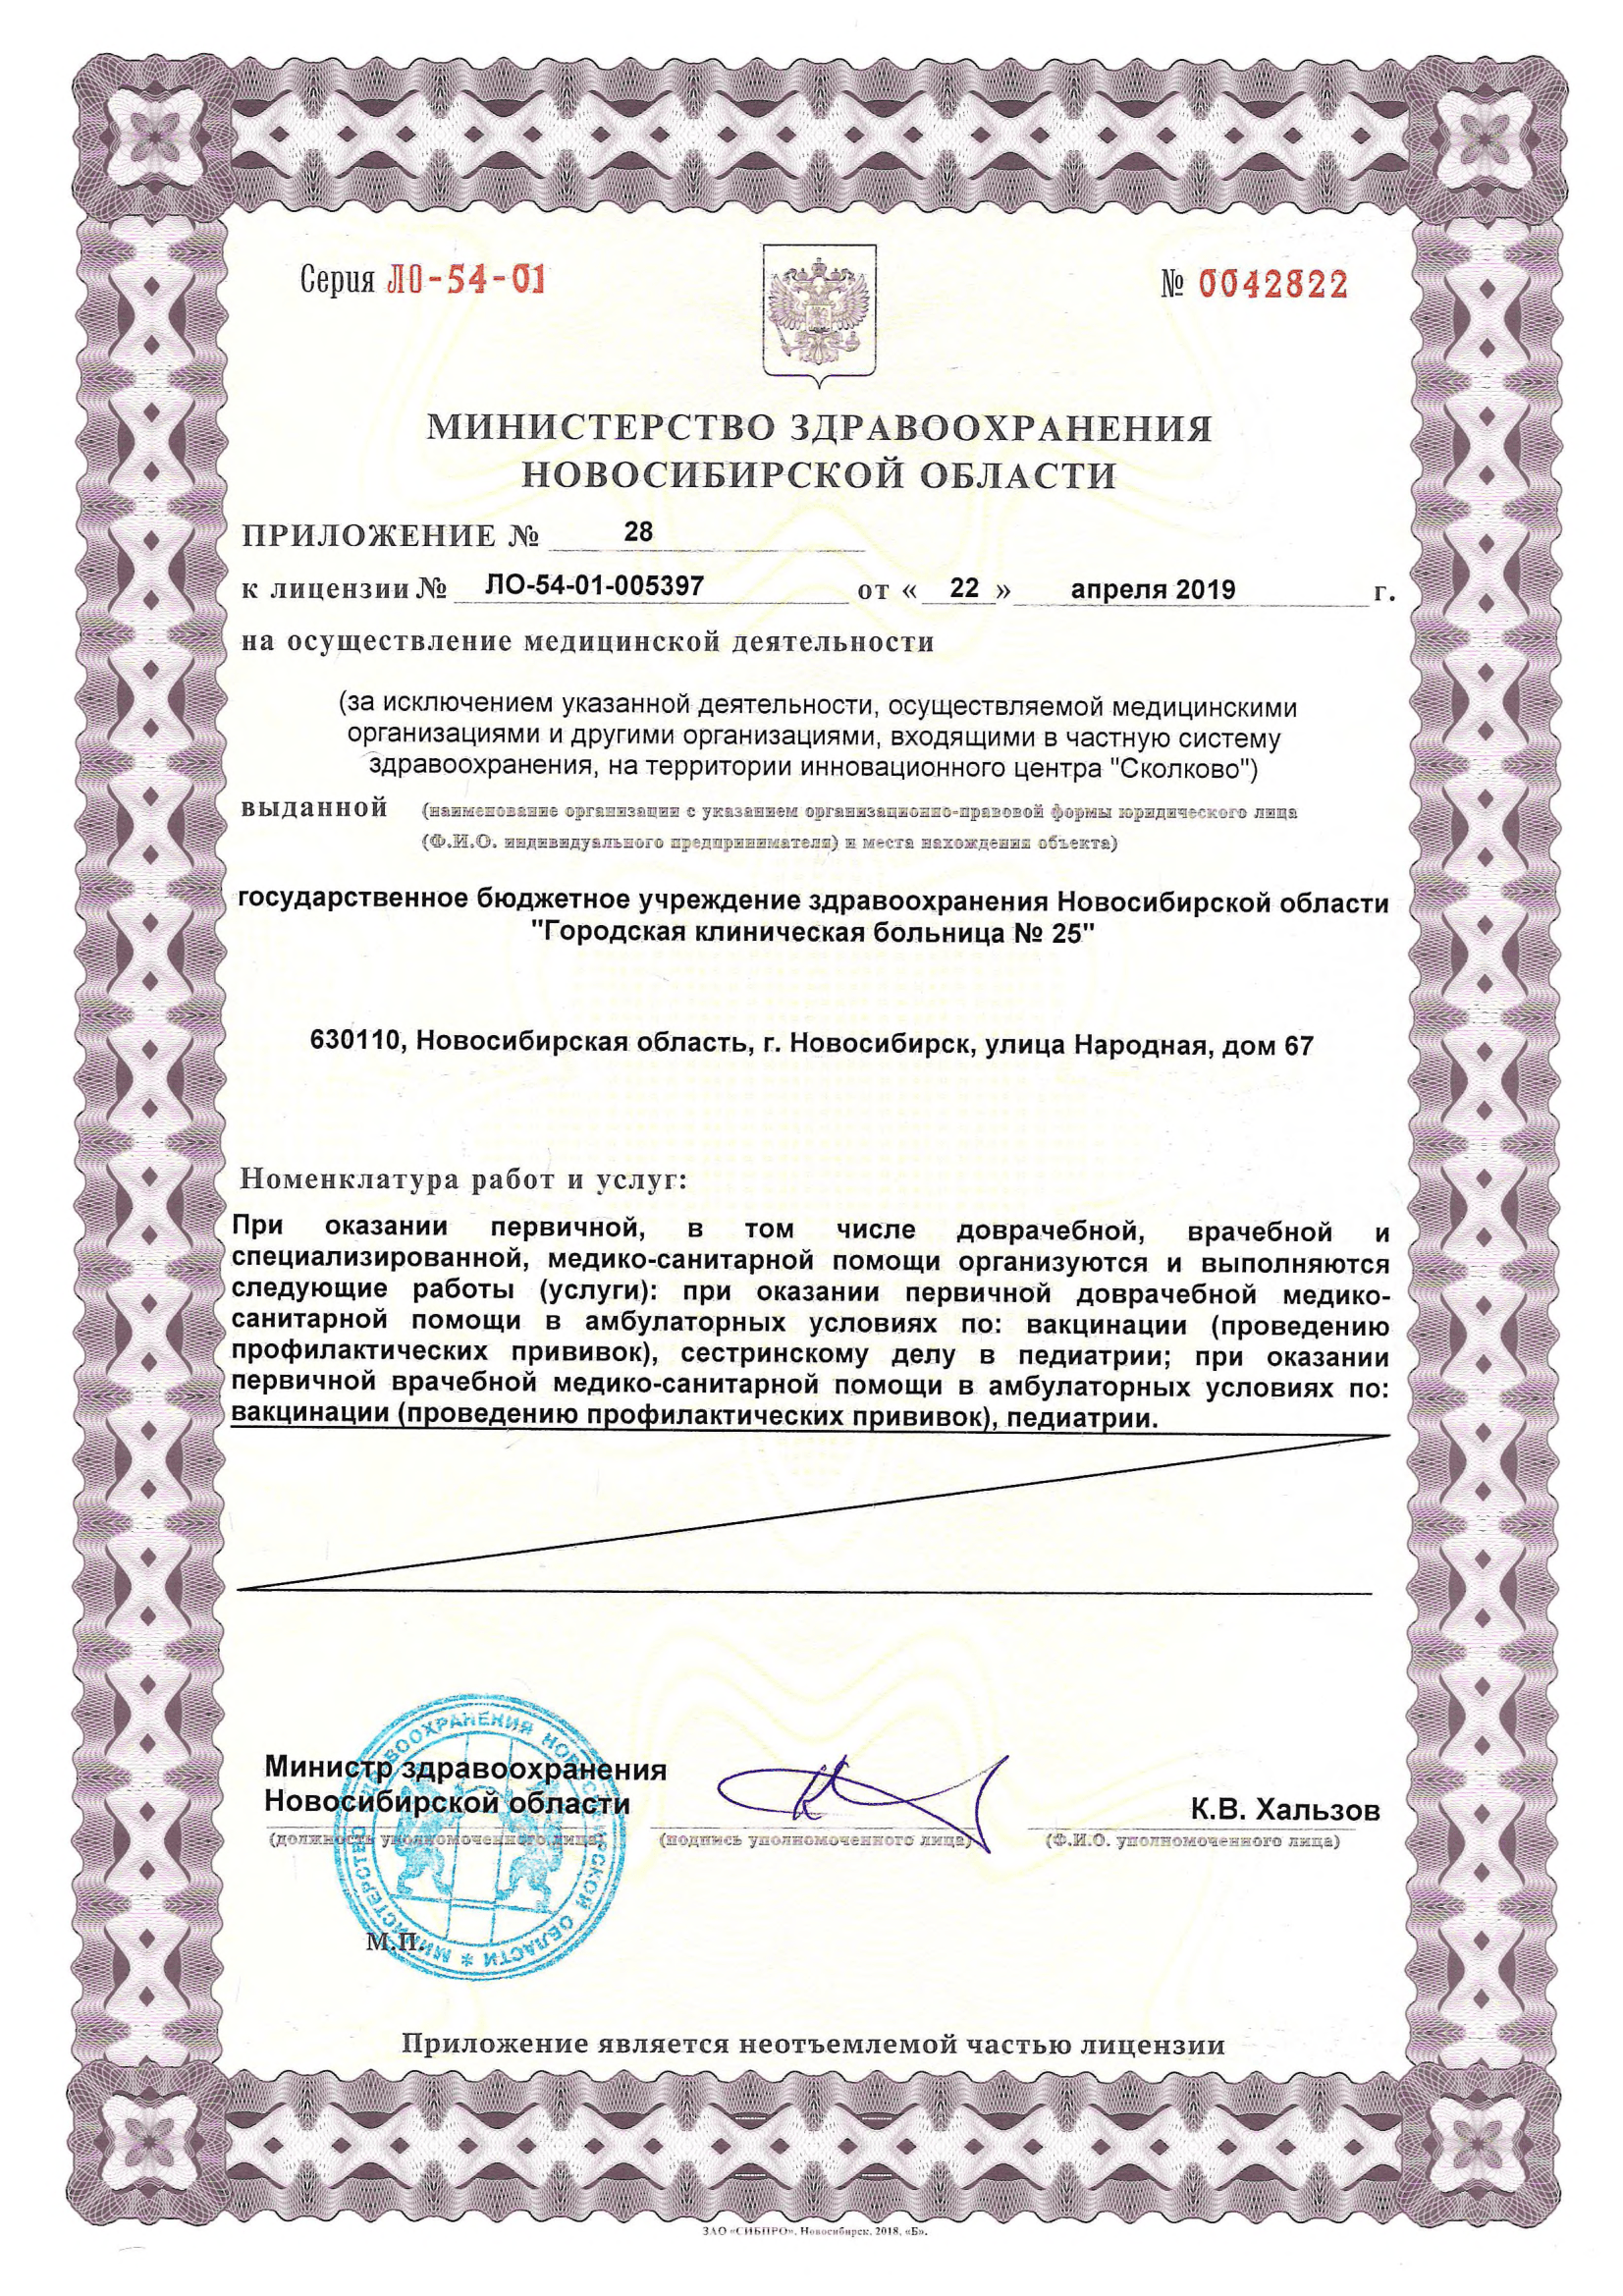 Серия ЛО-54-01
№ 0042822
МИНИСТЕРСТВО ЗДРАВООХРАНЕНИЯ
НОВОСИБИРСКОЙ ОБЛАСТИ
ПРИЛОЖЕНИЕ № 28
к лицензии № ЛО-54-01-005397 от « 22 » апреля 2019 г.
на осуществление медицинской деятельности
(за исключением указанной деятельности, осуществляемой медицинскими
организациями и другими организациями, входящими в частную систему
здравоохранения, на территории инновационного центра "Сколково")
выданной (наименование организации с указанием организационно-правовой формы юридического лица
(Ф.И.О. индивидуального предпринимателя) и места нахождения объекта)
государственное бюджетное учреждение здравоохранения Новосибирской области
"Городская клиническая больница № 25"
630110, Новосибирская область, г. Новосибирск, улица Народная, дом 67
Номенклатура работ и услуг:
При оказании первичной, в том числе доврачебной, врачебной и
специализированной, медико-санитарной помощи организуются и выполняются
следующие работы (услуги): при оказании первичной доврачебной медико-
санитарной помощи в амбулаторных условиях по: вакцинации (проведению
профилактических прививок), сестринскому делу в педиатрии; при оказании
первичной врачебной медико-санитарной помощи в амбулаторных условиях по:
вакцинации (проведению профилактических прививок), педиатрии.
Министр здравоохранения
Новосибирской области
К.В. Хальзов
(должность уполномоченного лица) (подпись уполномоченного лица) (Ф.И.О. уполномоченного лица)
МИНИСТЕРСТВО ЗДРАВООХРАНЕНИЯ НОВОСИБИРСКОЙ ОБЛАСТИ *
М.П.
Приложение является неотъемлемой частью лицензии
ЗАО «СИБПРО», Новосибирск, 2018, «Б».